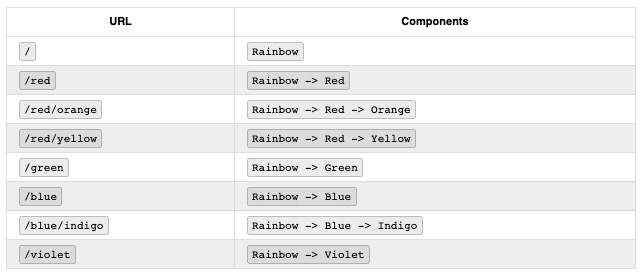 URL Components
/ Rainbow
/red Rainbow -> Red
/red/orange Rainbow -> Red -> Orange
/red/yellow Rainbow -> Red -> Yellow
/green Rainbow -> Green
/blue Rainbow -> Blue
/blue/indigo Rainbow -> Blue -> Indigo
/violet Rainbow -> Violet